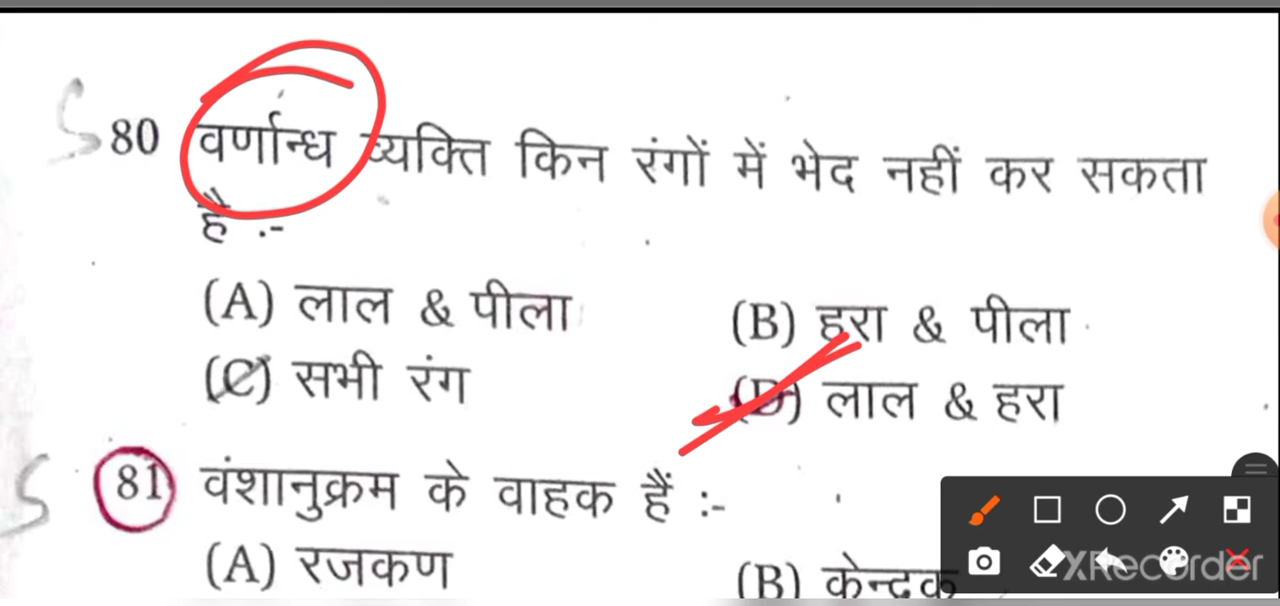 80 वर्णान्ध व्यक्ति किन रंगों में भेद नहीं कर सकता
है :-
(A) लाल & पीला (B) हरा & पीला
(C) सभी रंग (D) लाल & हरा
81 वंशानुक्रम के वाहक हैं :-
(A) रजकण (B) केन्द्रक
XRecorder